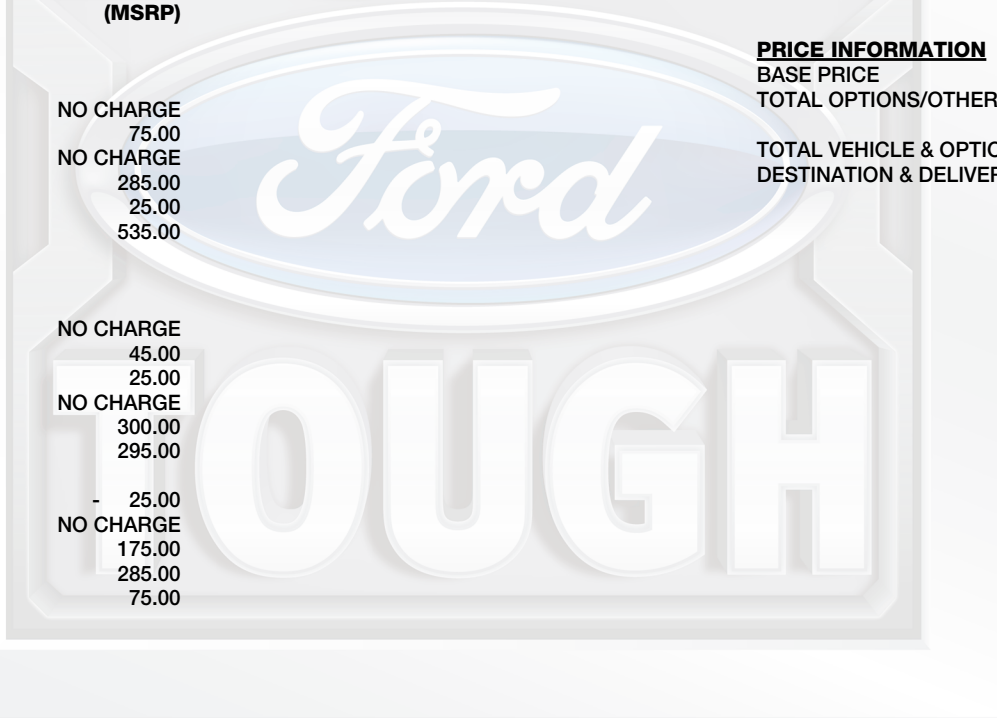 (MSRP)
NO CHARGE
75.00
NO CHARGE
285.00
25.00
535.00
NO CHARGE
45.00
25.00
NO CHARGE
300.00
295.00
- 25.00
NO CHARGE
175.00
285.00
75.00
PRICE INFORMATION
BASE PRICE
TOTAL OPTIONS/OTHER
TOTAL VEHICLE & OPTIO
DESTINATION & DELIVER
Ford
TOUGH